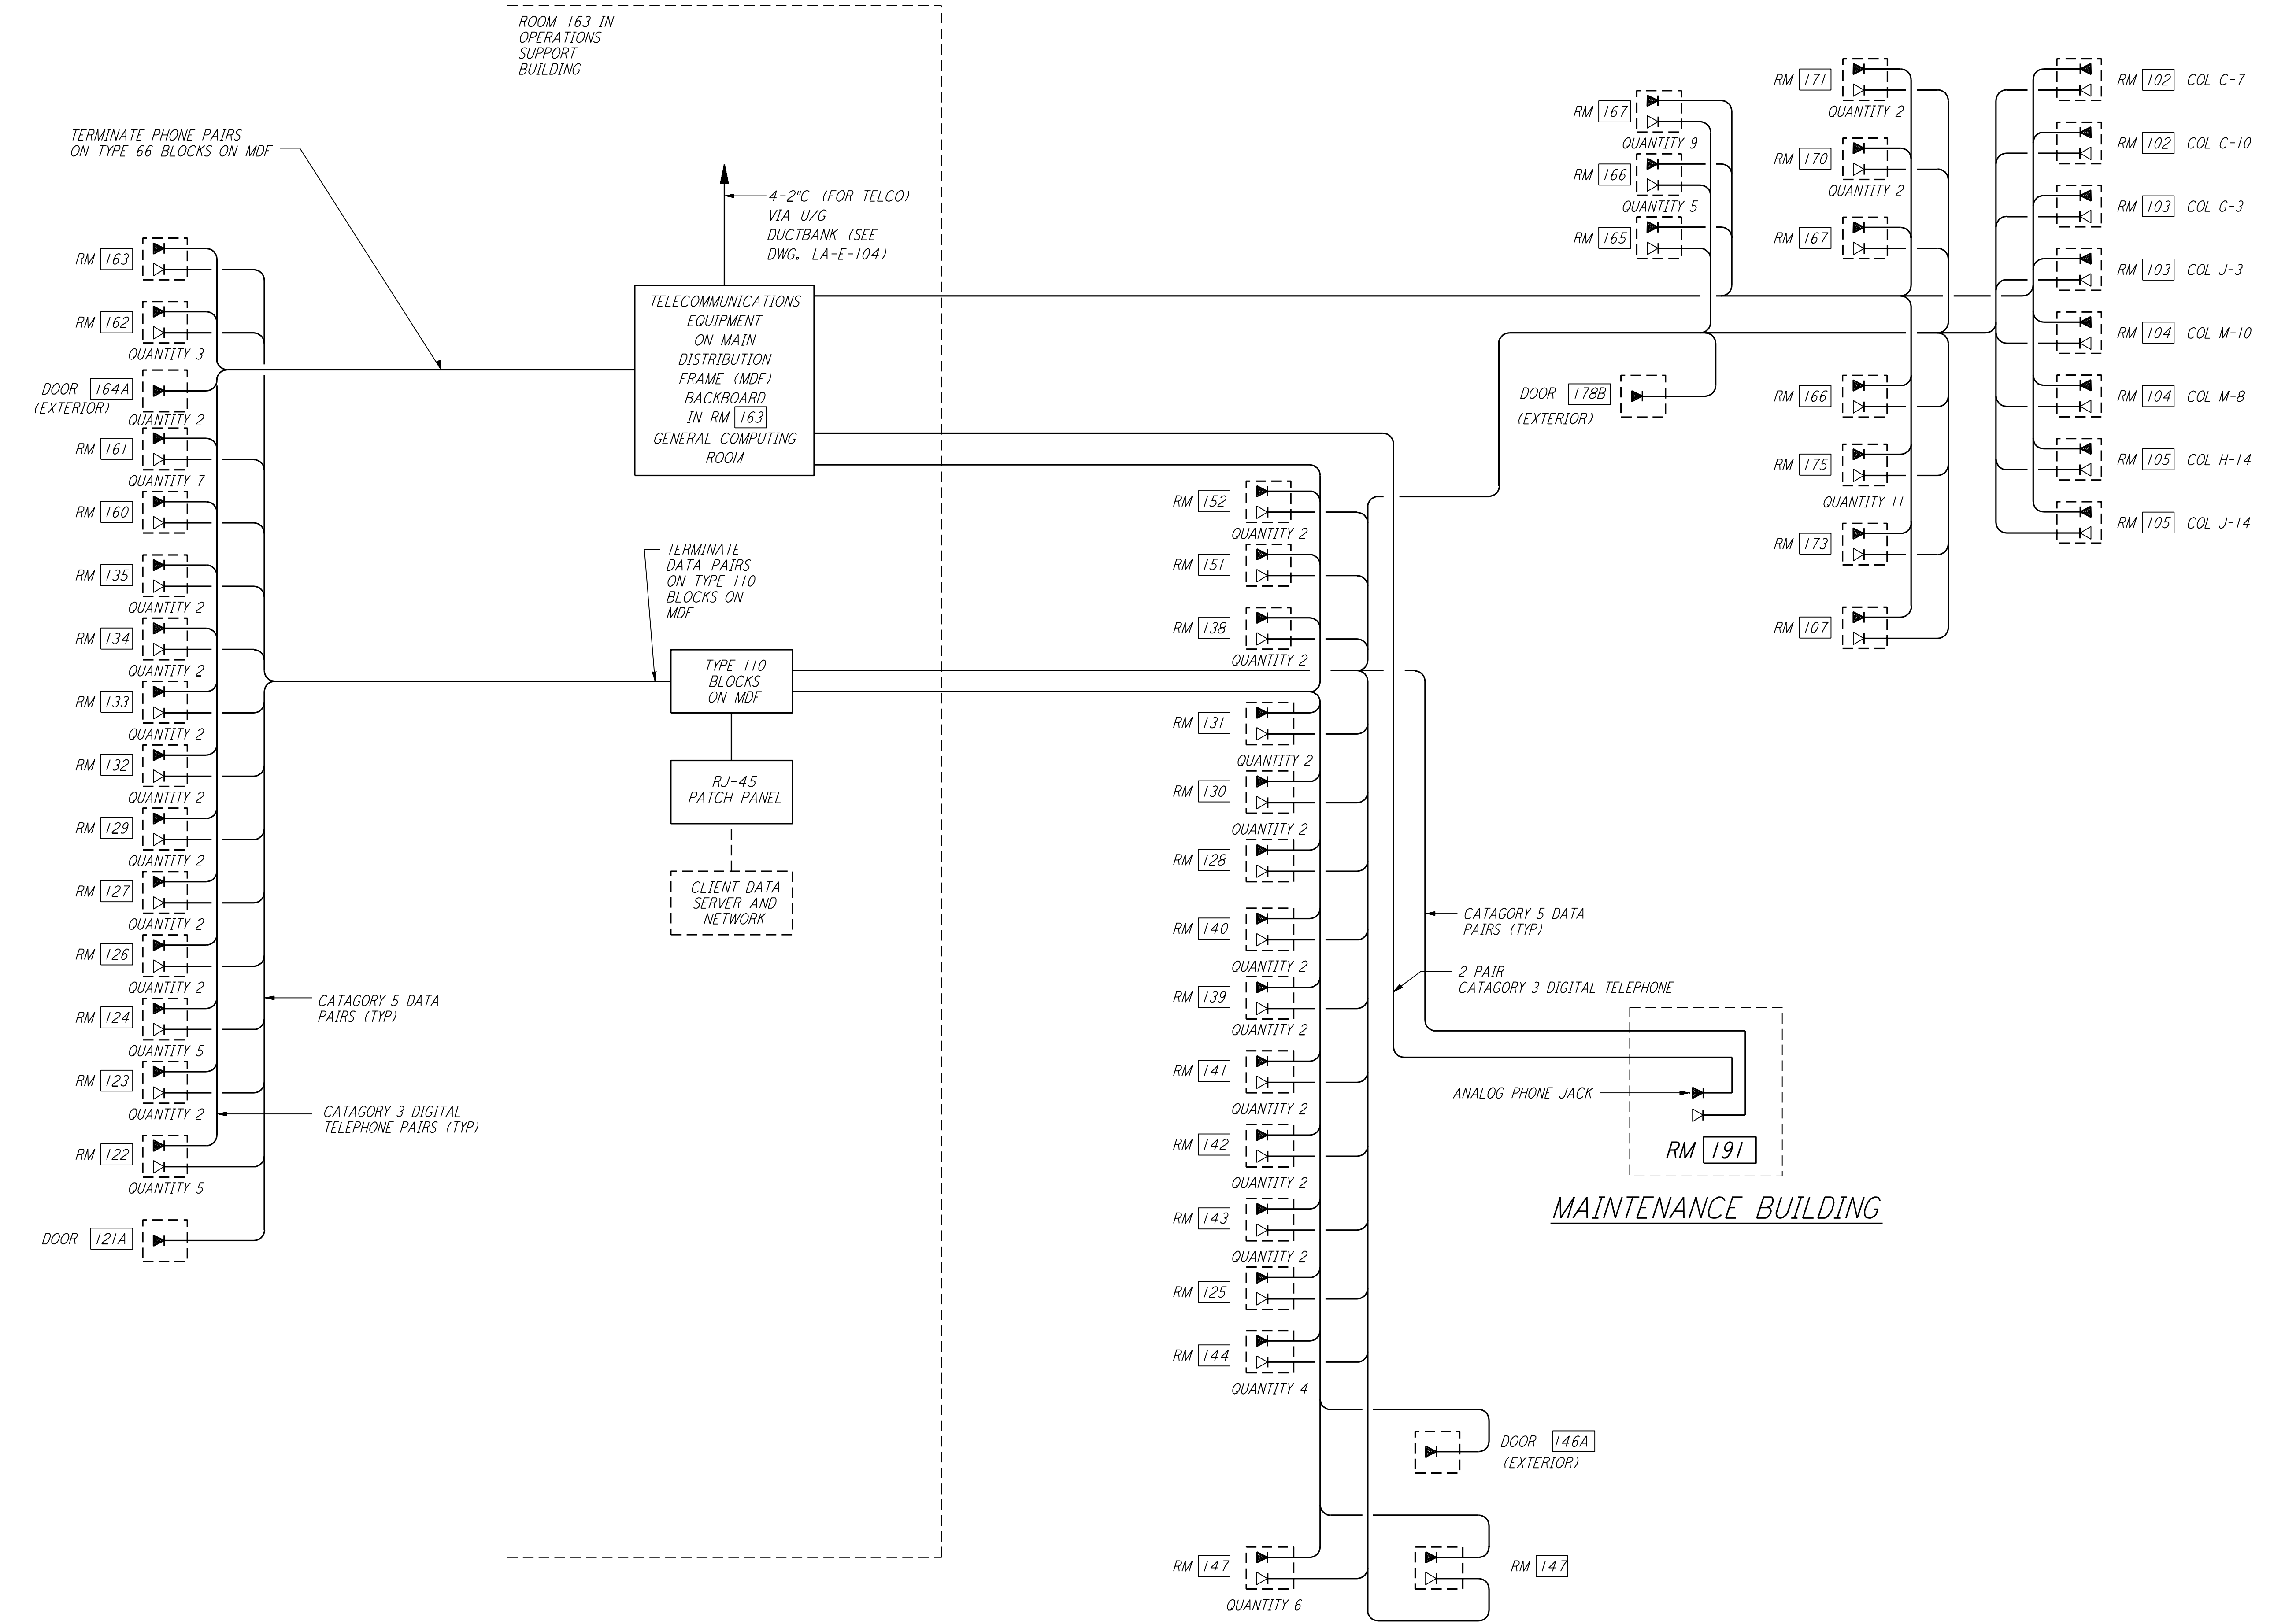 ROOM 163 IN
OPERATIONS
SUPPORT
BUILDING
TERMINATE PHONE PAIRS
ON TYPE 66 BLOCKS ON MDF
4-2"C (FOR TELCO)
VIA U/G
DUCTBANK (SEE
DWG. LA-E-104)
TELECOMMUNICATIONS
EQUIPMENT
ON MAIN
DISTRIBUTION
FRAME (MDF)
BACKBOARD
IN RM 163
GENERAL COMPUTING
ROOM
TERMINATE
DATA PAIRS
ON TYPE 110
BLOCKS ON
MDF
TYPE 110
BLOCKS
ON MDF
RJ-45
PATCH PANEL
CLIENT DATA
SERVER AND
NETWORK
RM 163
RM 162
QUANTITY 3
DOOR 164A
(EXTERIOR)
QUANTITY 2
RM 161
QUANTITY 7
RM 160
RM 135
QUANTITY 2
RM 134
QUANTITY 2
RM 133
QUANTITY 2
RM 132
QUANTITY 2
RM 129
QUANTITY 2
RM 127
QUANTITY 2
RM 126
QUANTITY 2
RM 124
QUANTITY 5
RM 123
QUANTITY 2
RM 122
QUANTITY 5
DOOR 121A
CATAGORY 5 DATA
PAIRS (TYP)
CATAGORY 3 DIGITAL
TELEPHONE PAIRS (TYP)
RM 152
QUANTITY 2
RM 151
RM 138
QUANTITY 2
RM 131
QUANTITY 2
RM 130
QUANTITY 2
RM 128
RM 140
QUANTITY 2
RM 139
QUANTITY 2
RM 141
QUANTITY 2
RM 142
QUANTITY 2
RM 143
QUANTITY 2
RM 125
RM 144
QUANTITY 4
DOOR 146A
(EXTERIOR)
RM 147
QUANTITY 6
RM 147
CATAGORY 5 DATA
PAIRS (TYP)
2 PAIR
CATAGORY 3 DIGITAL TELEPHONE
ANALOG PHONE JACK
RM 191
MAINTENANCE BUILDING
RM 167
QUANTITY 9
RM 166
QUANTITY 5
RM 165
DOOR 178B
(EXTERIOR)
RM 171
QUANTITY 2
RM 170
QUANTITY 2
RM 167
RM 166
RM 175
QUANTITY 11
RM 173
RM 107
RM 102 COL C-7
RM 102 COL C-10
RM 103 COL G-3
RM 103 COL J-3
RM 104 COL M-10
RM 104 COL M-8
RM 105 COL H-14
RM 105 COL J-14